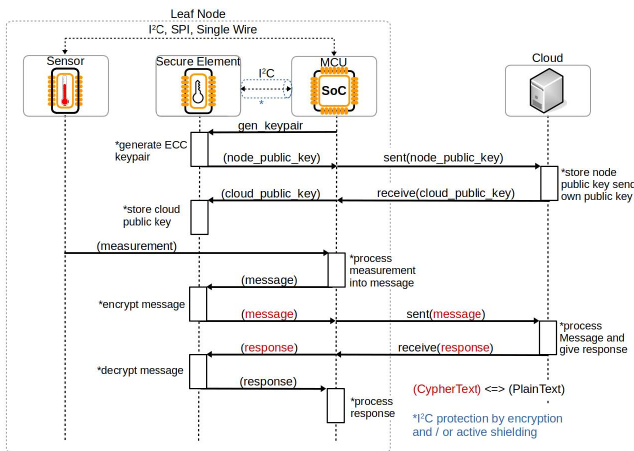 Leaf Node
I²C, SPI, Single Wire
Sensor
Secure Element
MCU
Cloud
I²C
*
SoC
gen_keypair
*generate ECC
keypair
(node_public_key)
sent(node_public_key)
*store node
public key send
own public key
(cloud_public_key)
receive(cloud_public_key)
*store cloud
public key
(measurement)
*process
measurement
into message
(message)
*encrypt message
(message)
sent(message)
*process
Message and
give response
(response)
receive(response)
*decrypt message
(response)
*process
response
(CypherText) <=> (PlainText)
*I²C protection by encryption
and / or active shielding